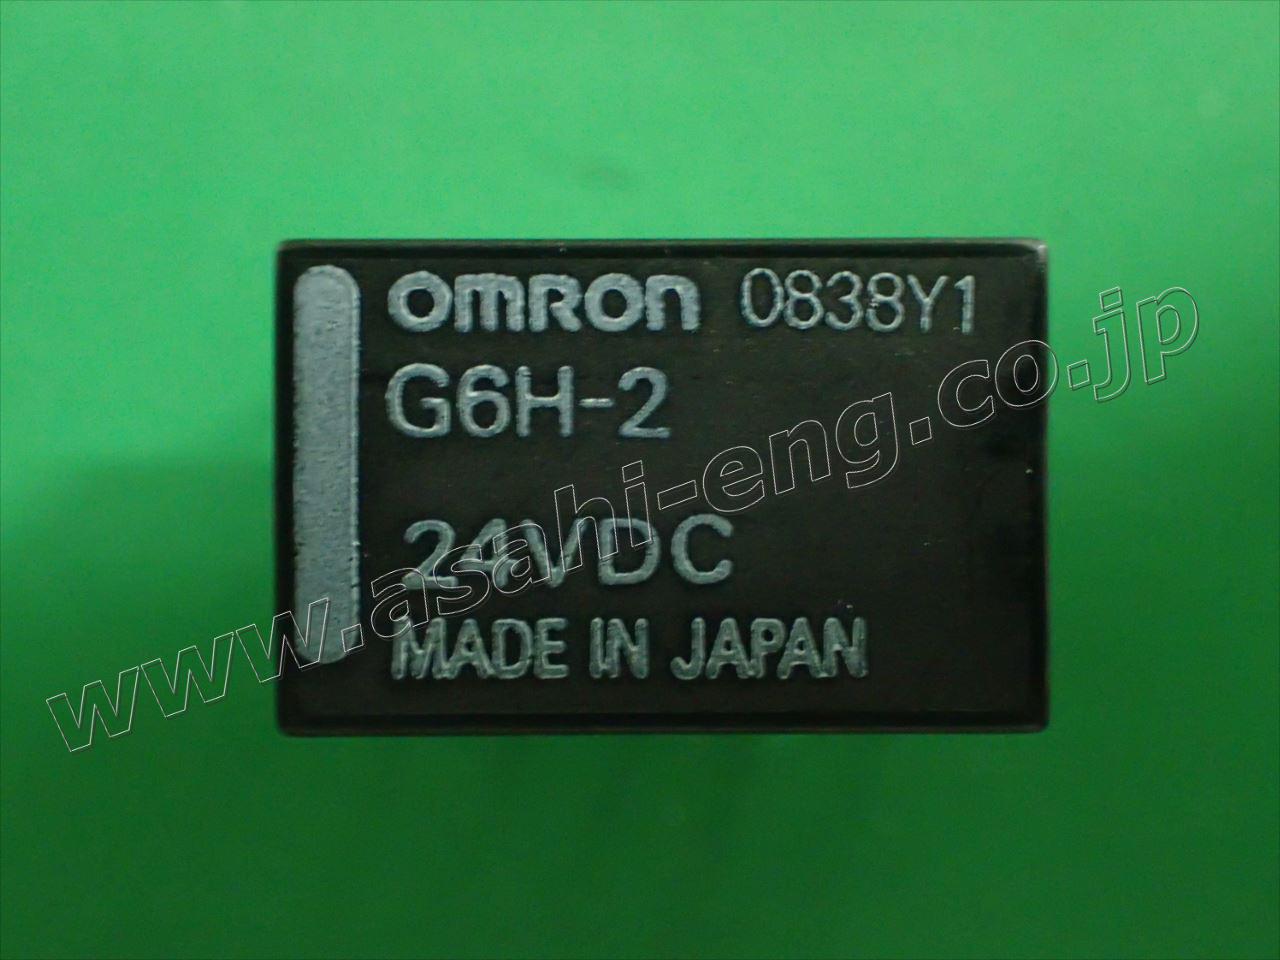 omron 0838Y1
G6H-2
24VDC
MADE IN JAPAN
www.asahi-eng.co.jp